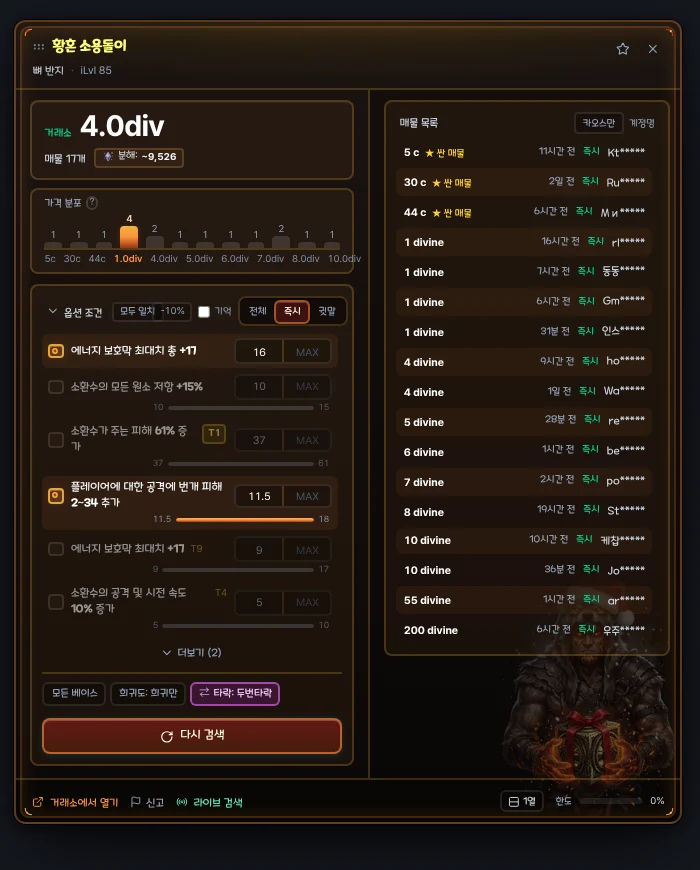 황혼 소용돌이
뼈 반지 · iLvl 85
거래소 4.0div
매물 17개 분해: ~9,526
가격 분포 ?
1 1 1 4 2 1 1 1 1 2 1 1
5c 30c 44c 1.0div 4.0div 5.0div 6.0div 7.0div 8.0div 10.0div
옵션 조건 모두 일치 -10% 기억 전체 즉시 귓말
에너지 보호막 최대치 총 +17 16 MAX
소환수의 모든 원소 저항 +15% 10 MAX
10 15
소환수가 주는 피해 61% 증가 T1 37 MAX
37 61
플레이어에 대한 공격에 번개 피해 2~34 추가 11.5 MAX
11.5 18
에너지 보호막 최대치 +17 T9 9 MAX
9 17
소환수의 공격 및 시전 속도 10% 증가 T4 5 MAX
5 10
더보기 (2)
모든 베이스 희귀도: 희귀만 타락: 두번타락
다시 검색
매물 목록 카오스만 계정명
5 c ★ 싼 매물 11시간 전 즉시 Kt*****
30 c ★ 싼 매물 2일 전 즉시 Ru*****
44 c ★ 싼 매물 6시간 전 즉시 Ми*****
1 divine 16시간 전 즉시 rl*****
1 divine 7시간 전 즉시 동동*****
1 divine 6시간 전 즉시 Gm*****
1 divine 31분 전 즉시 인스*****
4 divine 9시간 전 즉시 ho*****
4 divine 1일 전 즉시 Wa*****
5 divine 28분 전 즉시 re*****
6 divine 1시간 전 즉시 be*****
7 divine 2시간 전 즉시 po*****
8 divine 19시간 전 즉시 St*****
10 divine 10시간 전 즉시 케찹*****
10 divine 36분 전 즉시 Jo*****
55 divine 1시간 전 즉시 ar*****
200 divine 6시간 전 즉시 우주*****
거래소에서 열기 신고 라이브 검색 1일 한도 0%